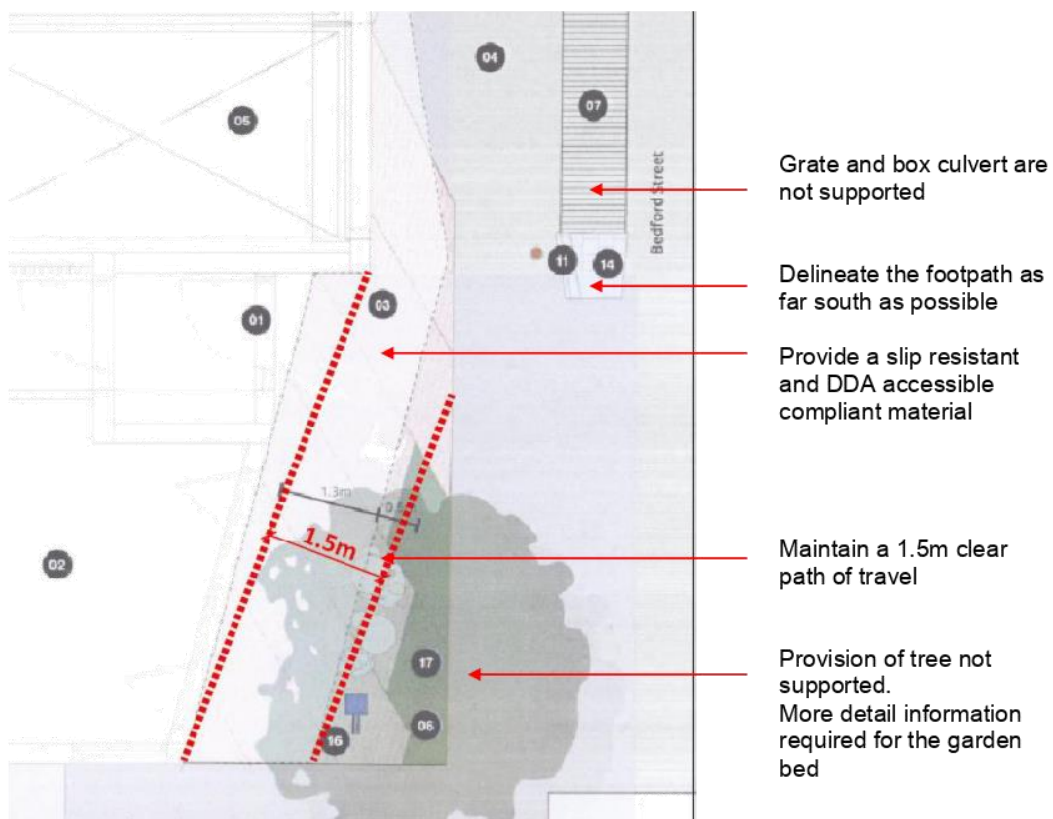 04
07
05
Bedford Street
Grate and box culvert are
not supported
11
14
Delineate the footpath as
far south as possible
03
01
Provide a slip resistant
and DDA accessible
compliant material
1.3m
1.5m
02
Maintain a 1.5m clear
path of travel
17
Provision of tree not
supported.
More detail information
required for the garden
bed
06
16